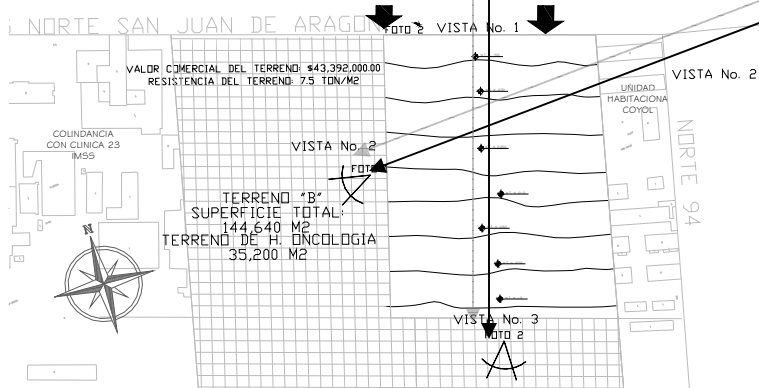 NORTE SAN JUAN DE ARAGON
FOTO 2 VISTA No. 1
VALOR COMERCIAL DEL TERRENO: $43,392,000.00
RESISTENCIA DEL TERRENO: 7.5 TON/M2
VISTA No. 2
UNIDAD
HABITACIONA
COYOL
COLINDANCIA
CON CLINICA 23
IMSS
VISTA No. 2
FOTO
NORTE 94
TERRENO "B"
SUPERFICIE TOTAL:
144,640 M2
TERRENO DE H. ONCOLOGIA
35,200 M2
N
VISTA No. 3
FOTO 2